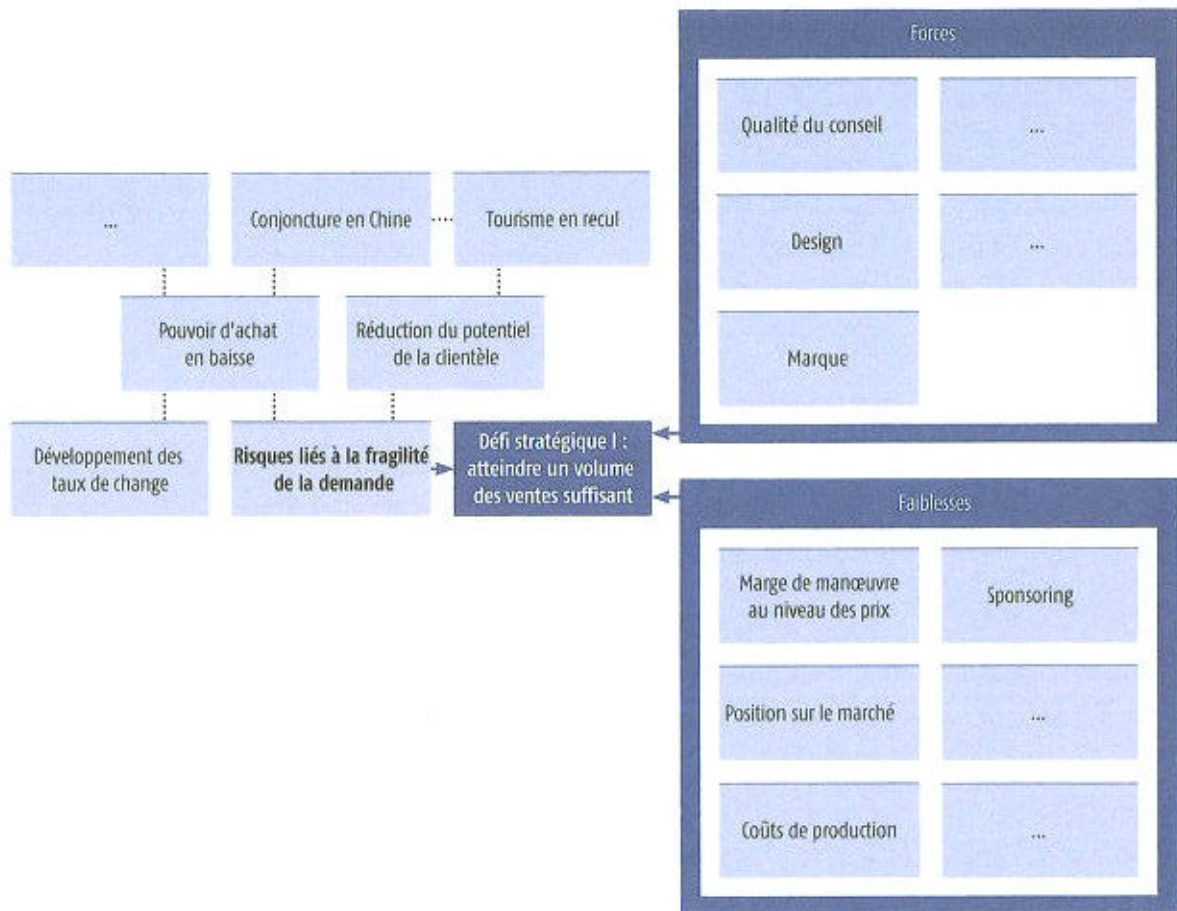 Forces
Qualité du conseil
...
Design
...
Marque
...
Conjoncture en Chine
Tourisme en recul
Pouvoir d'achat
en baisse
Réduction du potentiel
de la clientèle
Développement des
taux de change
Risques liés à la fragilité
de la demande
Défi stratégique I :
atteindre un volume
des ventes suffisant
Faiblesses
Marge de manœuvre
au niveau des prix
Sponsoring
Position sur le marché
...
Coûts de production
...